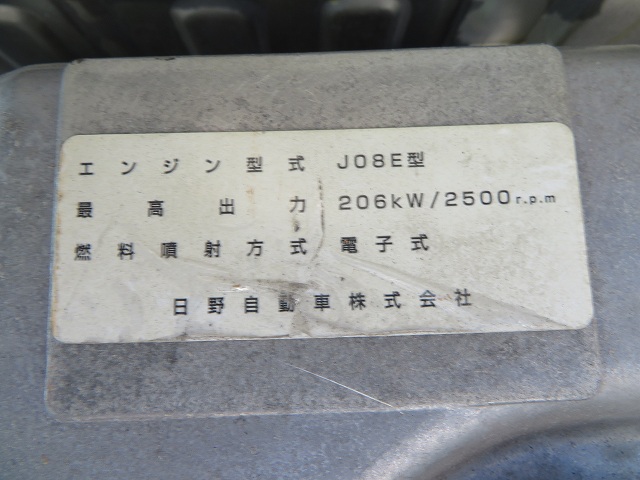 エンジン型式 J08E型
最高出力 206kW/2500r.p.m
燃料噴射方式 電子式
日野自動車株式会社